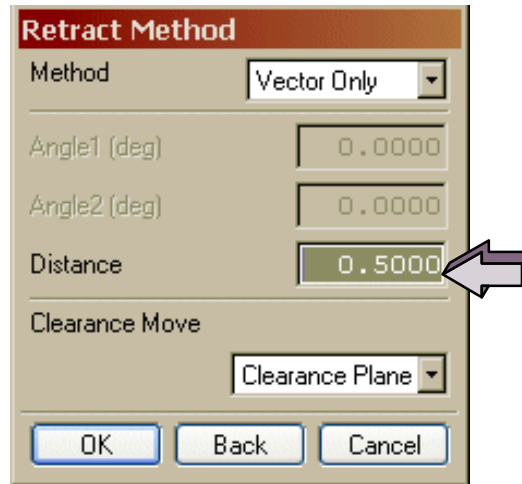 Retract Method
Method Vector Only
Angle1 (deg) 0.0000
Angle2 (deg) 0.0000
Distance 0.5000
Clearance Move
Clearance Plane
OK Back Cancel